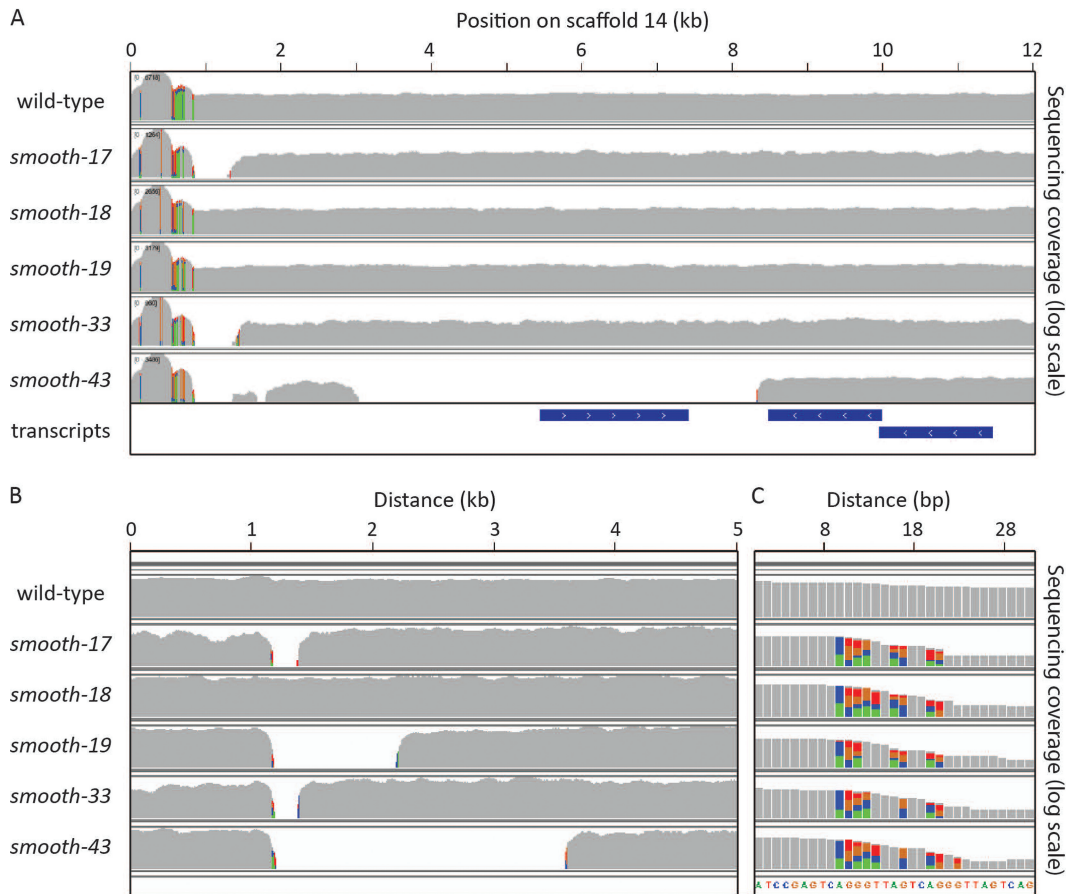 A
Position on scaffold 14 (kb)
0 2 4 6 8 10 12
wild-type
smooth-17
smooth-18
smooth-19
smooth-33
smooth-43
transcripts
Sequencing coverage (log scale)
B
Distance (kb)
0 1 2 3 4 5
wild-type
smooth-17
smooth-18
smooth-19
smooth-33
smooth-43
C
Distance (bp)
8 18 28
Sequencing coverage (log scale)
ATCCGAGTCAGGGTTAGTCAGGGTTAGTCAG